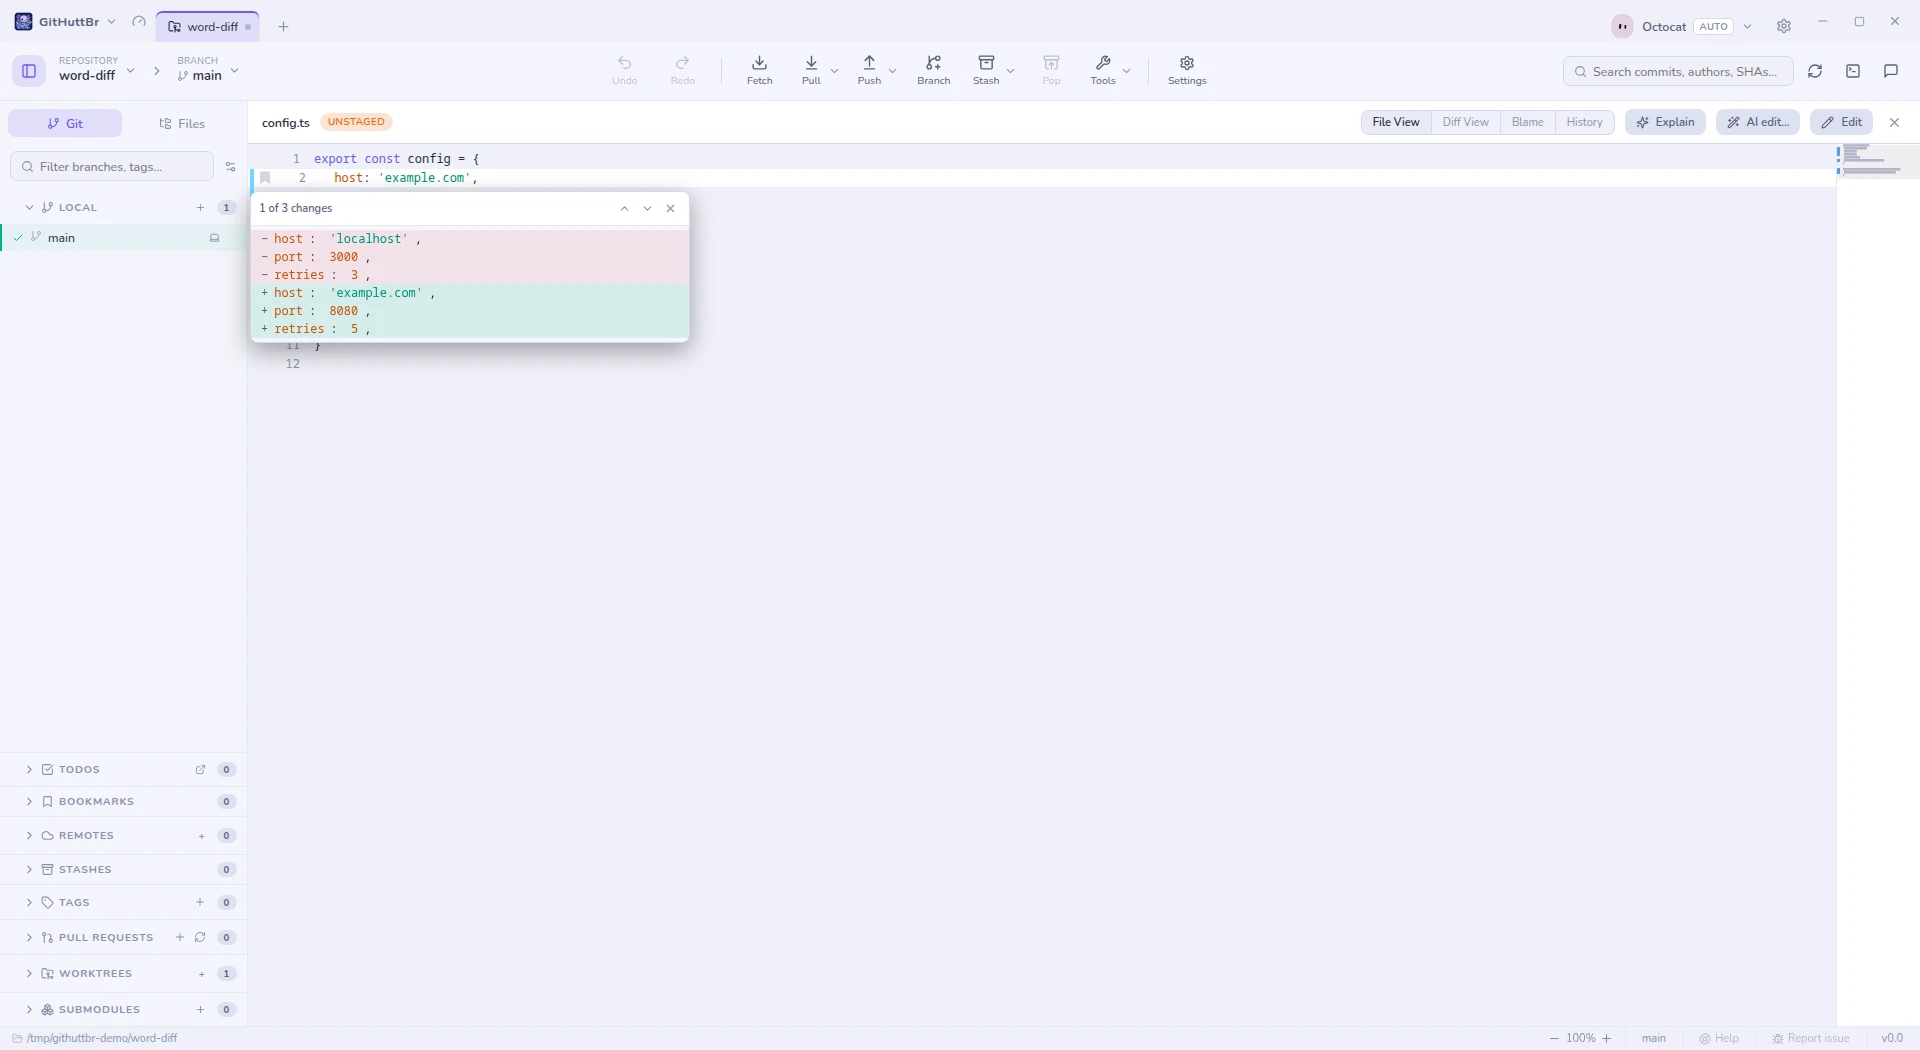 GitHuttBr
word-diff
Octocat AUTO
REPOSITORY
word-diff
BRANCH
main
Undo
Redo
Fetch
Pull
Push
Branch
Stash
Pop
Tools
Settings
Search commits, authors, SHAs...
Git
Files
config.ts UNSTAGED
File View
Diff View
Blame
History
Explain
AI edit...
Edit
Filter branches, tags...
LOCAL 1
main
1 export const config = {
2 host: 'example.com',
1 of 3 changes
− host : 'localhost' ,
− port : 3000 ,
− retries : 3 ,
+ host : 'example.com' ,
+ port : 8080 ,
+ retries : 5 ,
11 }
12
TODOS 0
BOOKMARKS 0
REMOTES + 0
STASHES 0
TAGS + 0
PULL REQUESTS + 0
WORKTREES + 1
SUBMODULES + 0
/tmp/githuttbr-demo/word-diff
− 100% +
main
Help
Report issue
v0.0